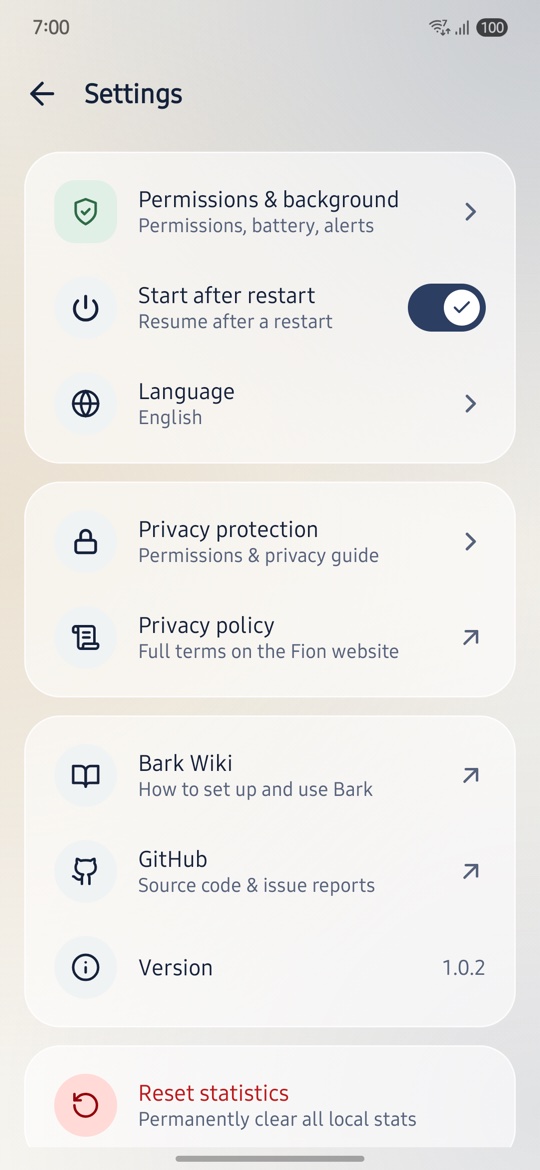 7:00
100
Settings
Permissions & background
Permissions, battery, alerts
Start after restart
Resume after a restart
Language
English
Privacy protection
Permissions & privacy guide
Privacy policy
Full terms on the Fion website
Bark Wiki
How to set up and use Bark
GitHub
Source code & issue reports
Version 1.0.2
Reset statistics
Permanently clear all local stats